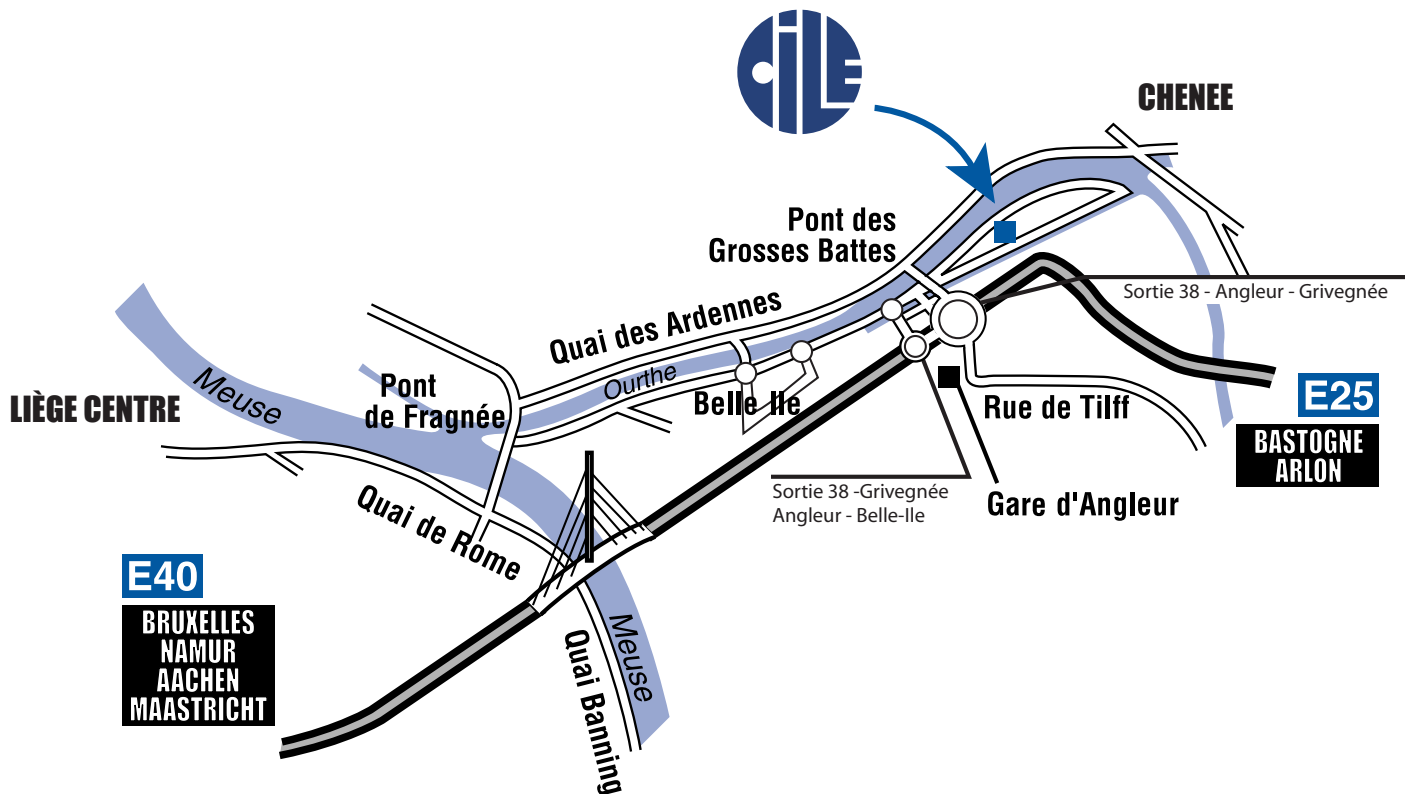 CiLE
CHENEE
Pont des
Grosses Battes
Sortie 38 - Angleur - Grivegnée
Quai des Ardennes
Ourthe
Meuse
Pont
de Fragnée
LIÈGE CENTRE
Belle Ile
Rue de Tilff
E25
BASTOGNE
ARLON
Sortie 38 -Grivegnée
Angleur - Belle-Ile
Gare d'Angleur
Quai de Rome
E40
BRUXELLES
NAMUR
AACHEN
MAASTRICHT
Meuse
Quai Banning